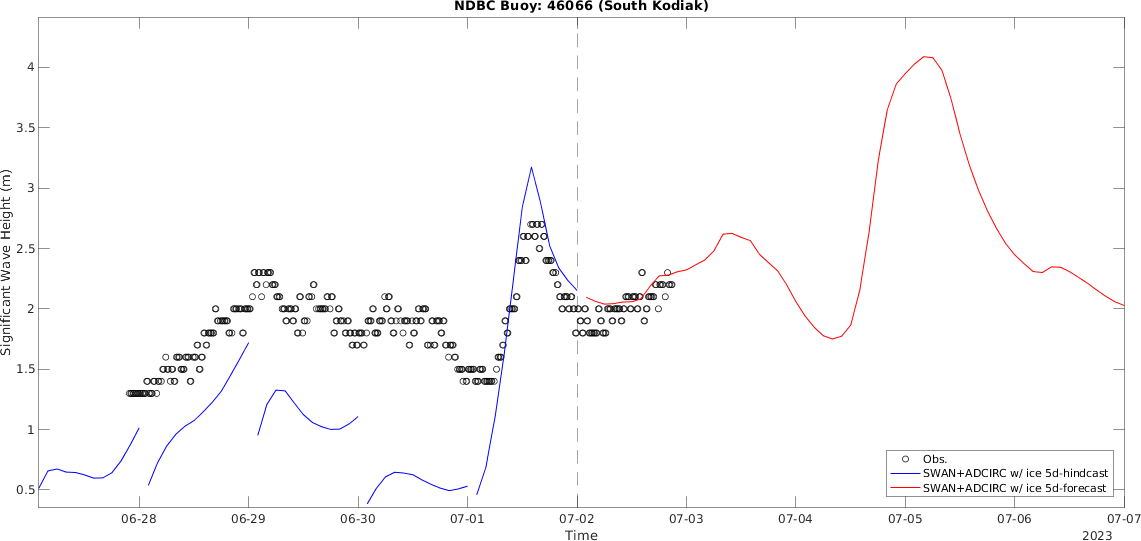 NDBC Buoy: 46066 (South Kodiak)
Significant Wave Height (m)
4
3.5
3
2.5
2
1.5
1
0.5
Obs.
SWAN+ADCIRC w/ ice 5d-hindcast
SWAN+ADCIRC w/ ice 5d-forecast
06-28 06-29 06-30 07-01 07-02 07-03 07-04 07-05 07-06 07-07
Time
2023